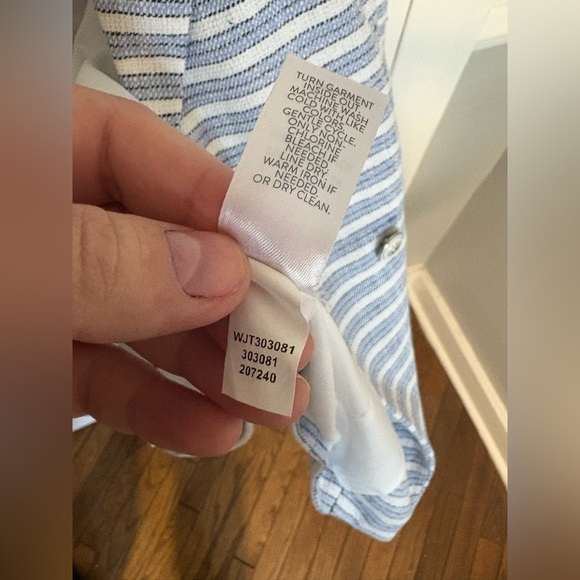 TURN GARMENT
INSIDE OUT
MACHINE WASH
COLD WITH LIKE
COLORS.
GENTLE CYCLE.
ONLY NON-
CHLORINE
BLEACH IF
NEEDED.
LINE DRY.
WARM IRON IF
NEEDED.
OR DRY CLEAN.
WJT303081
303081
207240